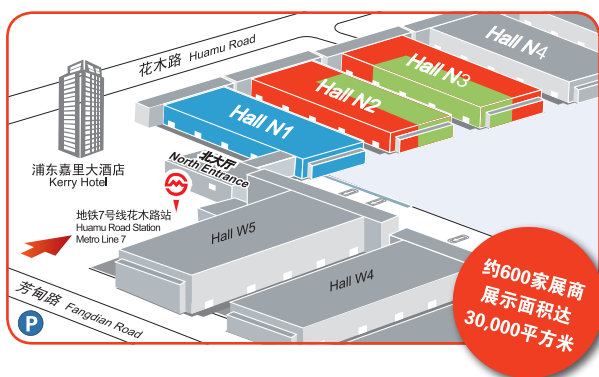 花木路
Huamu Road
Hall N4
Hall N3
Hall N2
Hall N1
浦东嘉里大酒店
Kerry Hotel
北大厅
North Entrance
地铁7号线花木路站
Huamu Road Station
Metro Line 7
Hall W5
Hall W4
芳甸路
Fangdian Road
P
约600家展商
展示面积达
30,000平方米